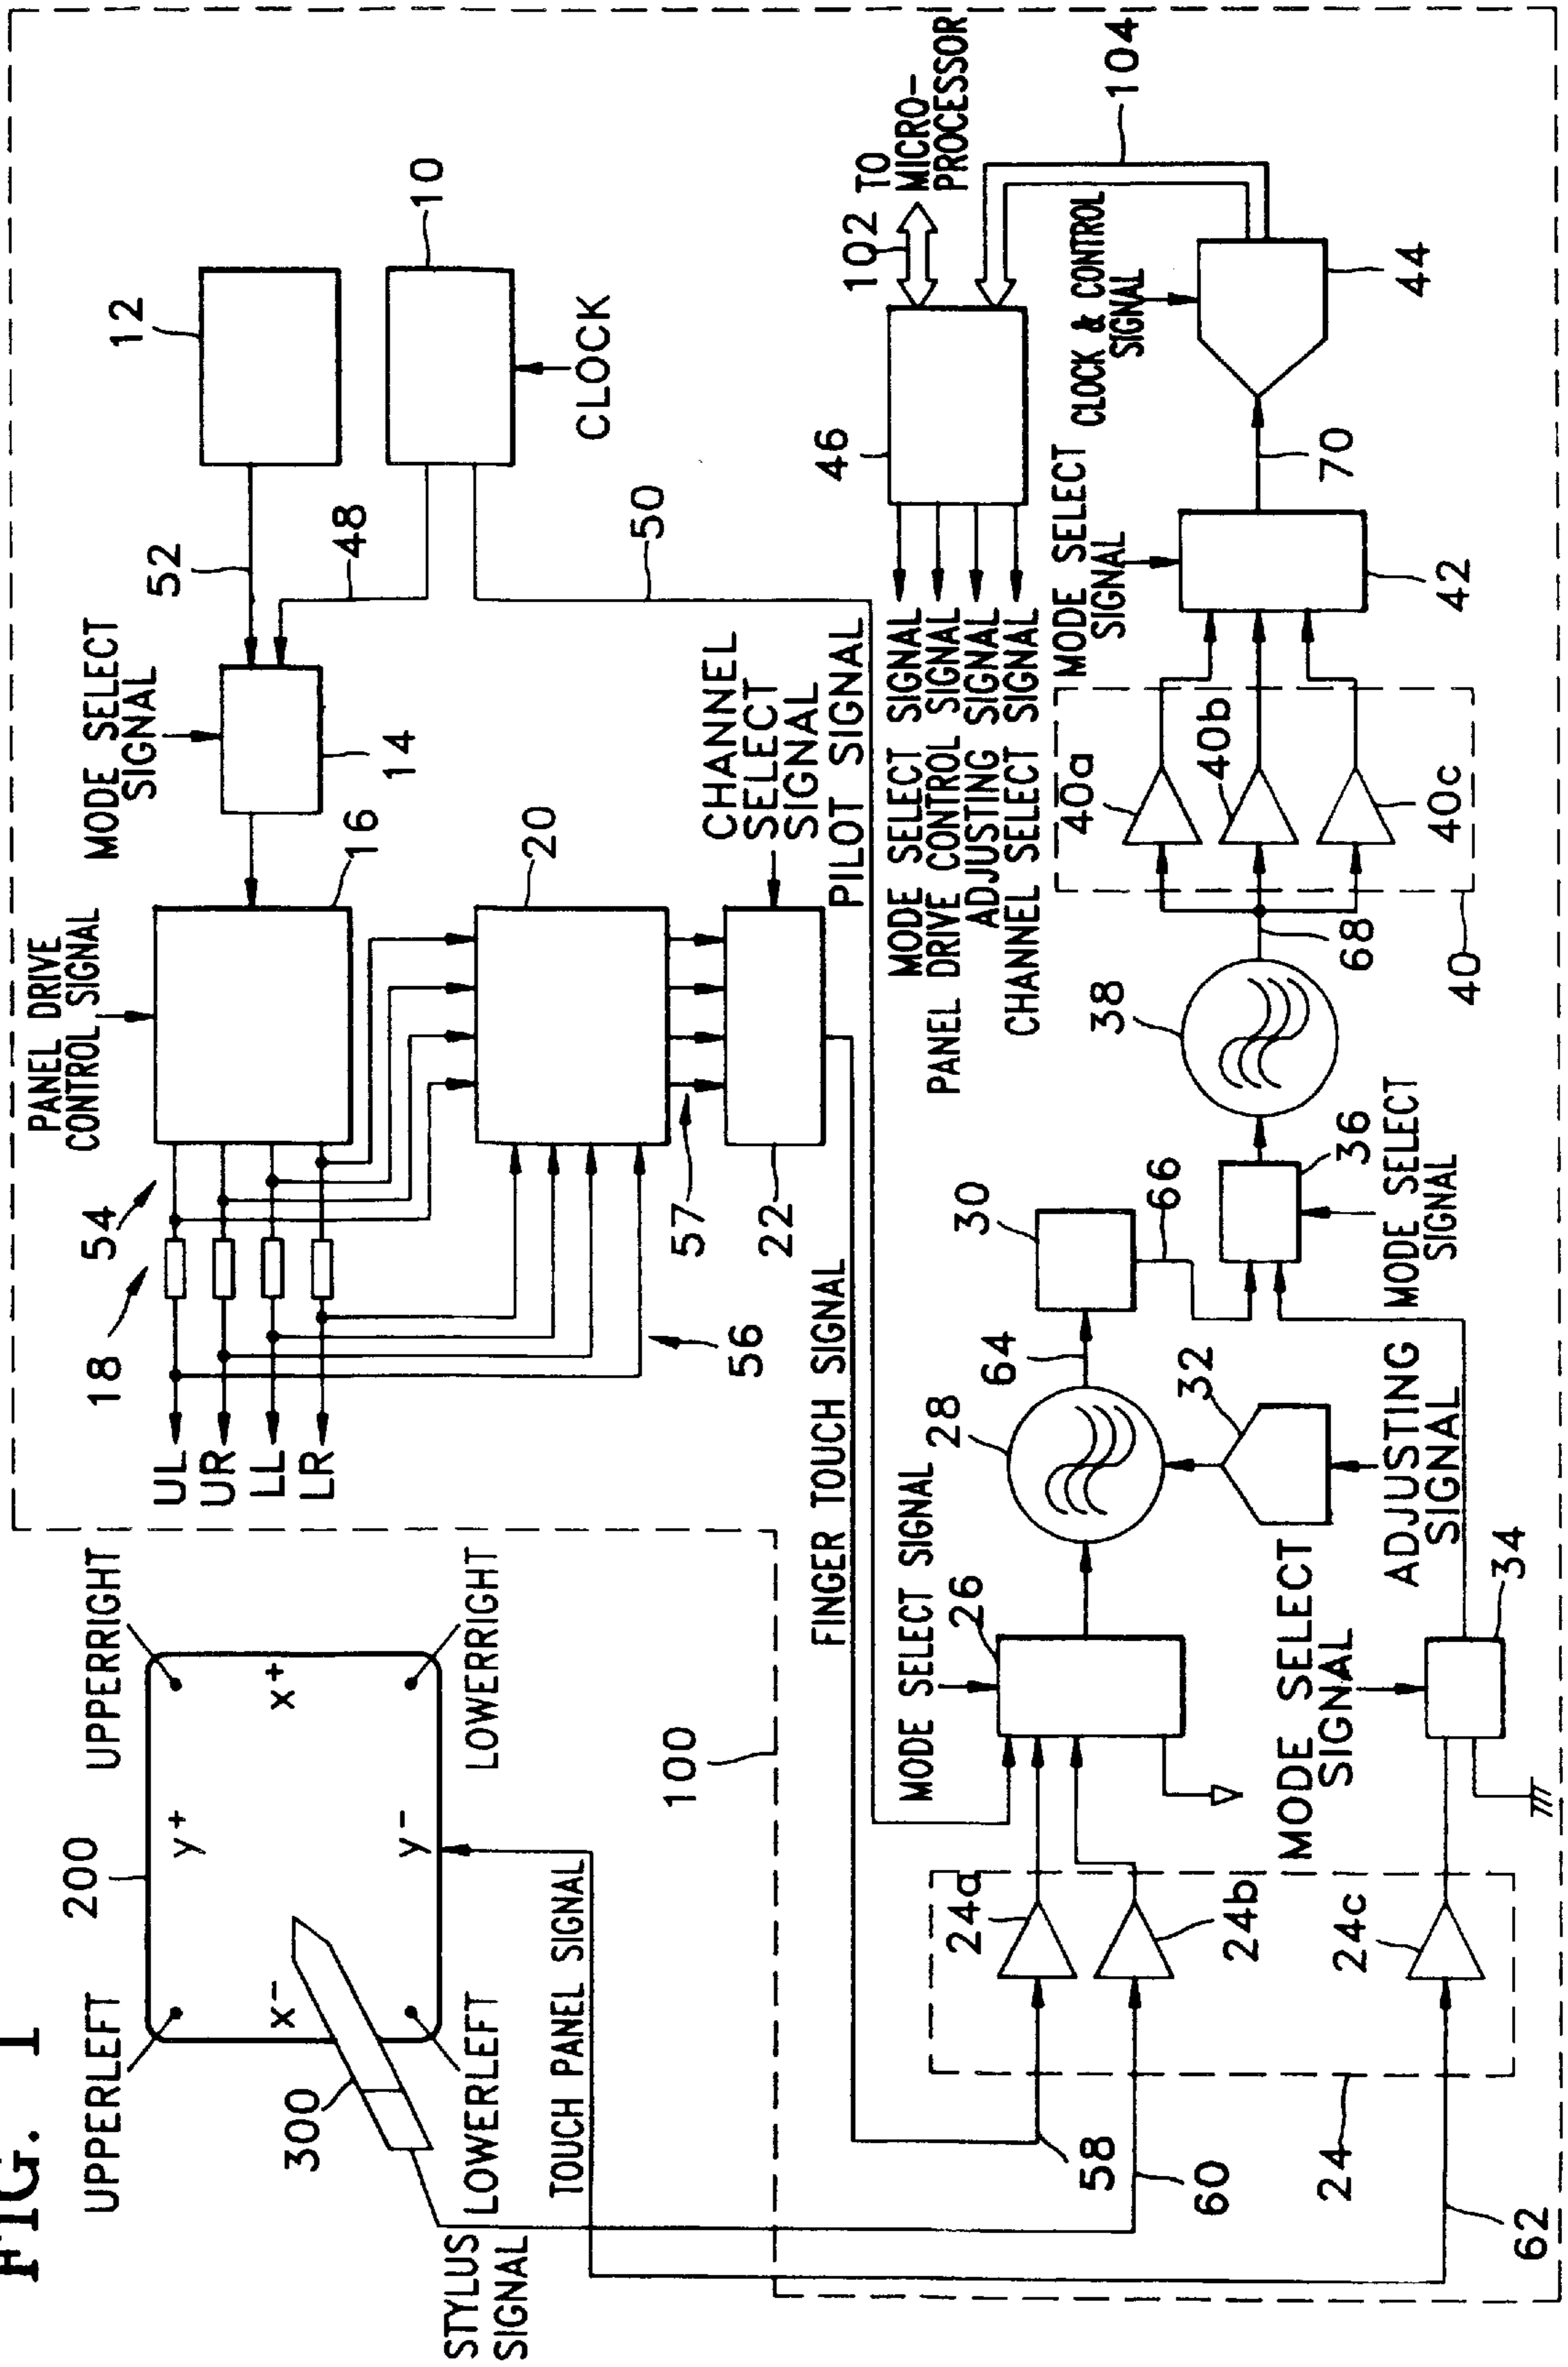 FIG. 1
UPPERLEFT
200
UPPERRIGHT
y+
x-
x+
y-
300
LOWERLEFT
LOWERRIGHT
STYLUS
SIGNAL
TOUCH PANEL SIGNAL
100
PANEL DRIVE
CONTROL SIGNAL
MODE SELECT
SIGNAL
12
52
16
14
48
10
CLOCK
54
18
UL
UR
LL
LR
56
20
57
22
50
CHANNEL
SELECT
SIGNAL
PILOT SIGNAL
FINGER TOUCH SIGNAL
46
102
TO
MICRO-
PROCESSOR
MODE SELECT SIGNAL
PANEL DRIVE CONTROL SIGNAL
ADJUSTING SIGNAL
CHANNEL SELECT SIGNAL
104
MODE SELECT SIGNAL
26
28
64
30
66
24a
24b
24c
58
60
24
62
32
ADJUSTING
SIGNAL
MODE SELECT
SIGNAL
34
MODE SELECT
SIGNAL
36
38
68
40a
40b
40c
40
MODE SELECT
SIGNAL
42
70
CLOCK & CONTROL
SIGNAL
44